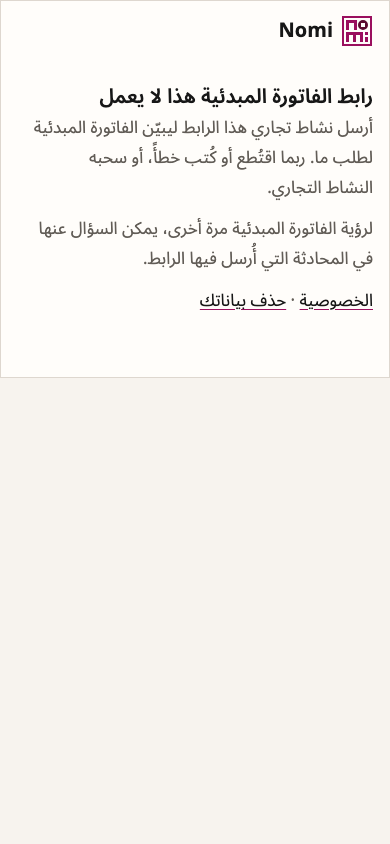 Nomi
رابط الفاتورة المبدئية هذا لا يعمل
أرسل نشاط تجاري هذا الرابط ليبيّن الفاتورة المبدئية
لطلب ما. ربما اقتُطع أو كُتب خطأً، أو سحبه
النشاط التجاري.
لرؤية الفاتورة المبدئية مرة أخرى، يمكن السؤال عنها
في المحادثة التي أُرسل فيها الرابط.
الخصوصية · حذف بياناتك